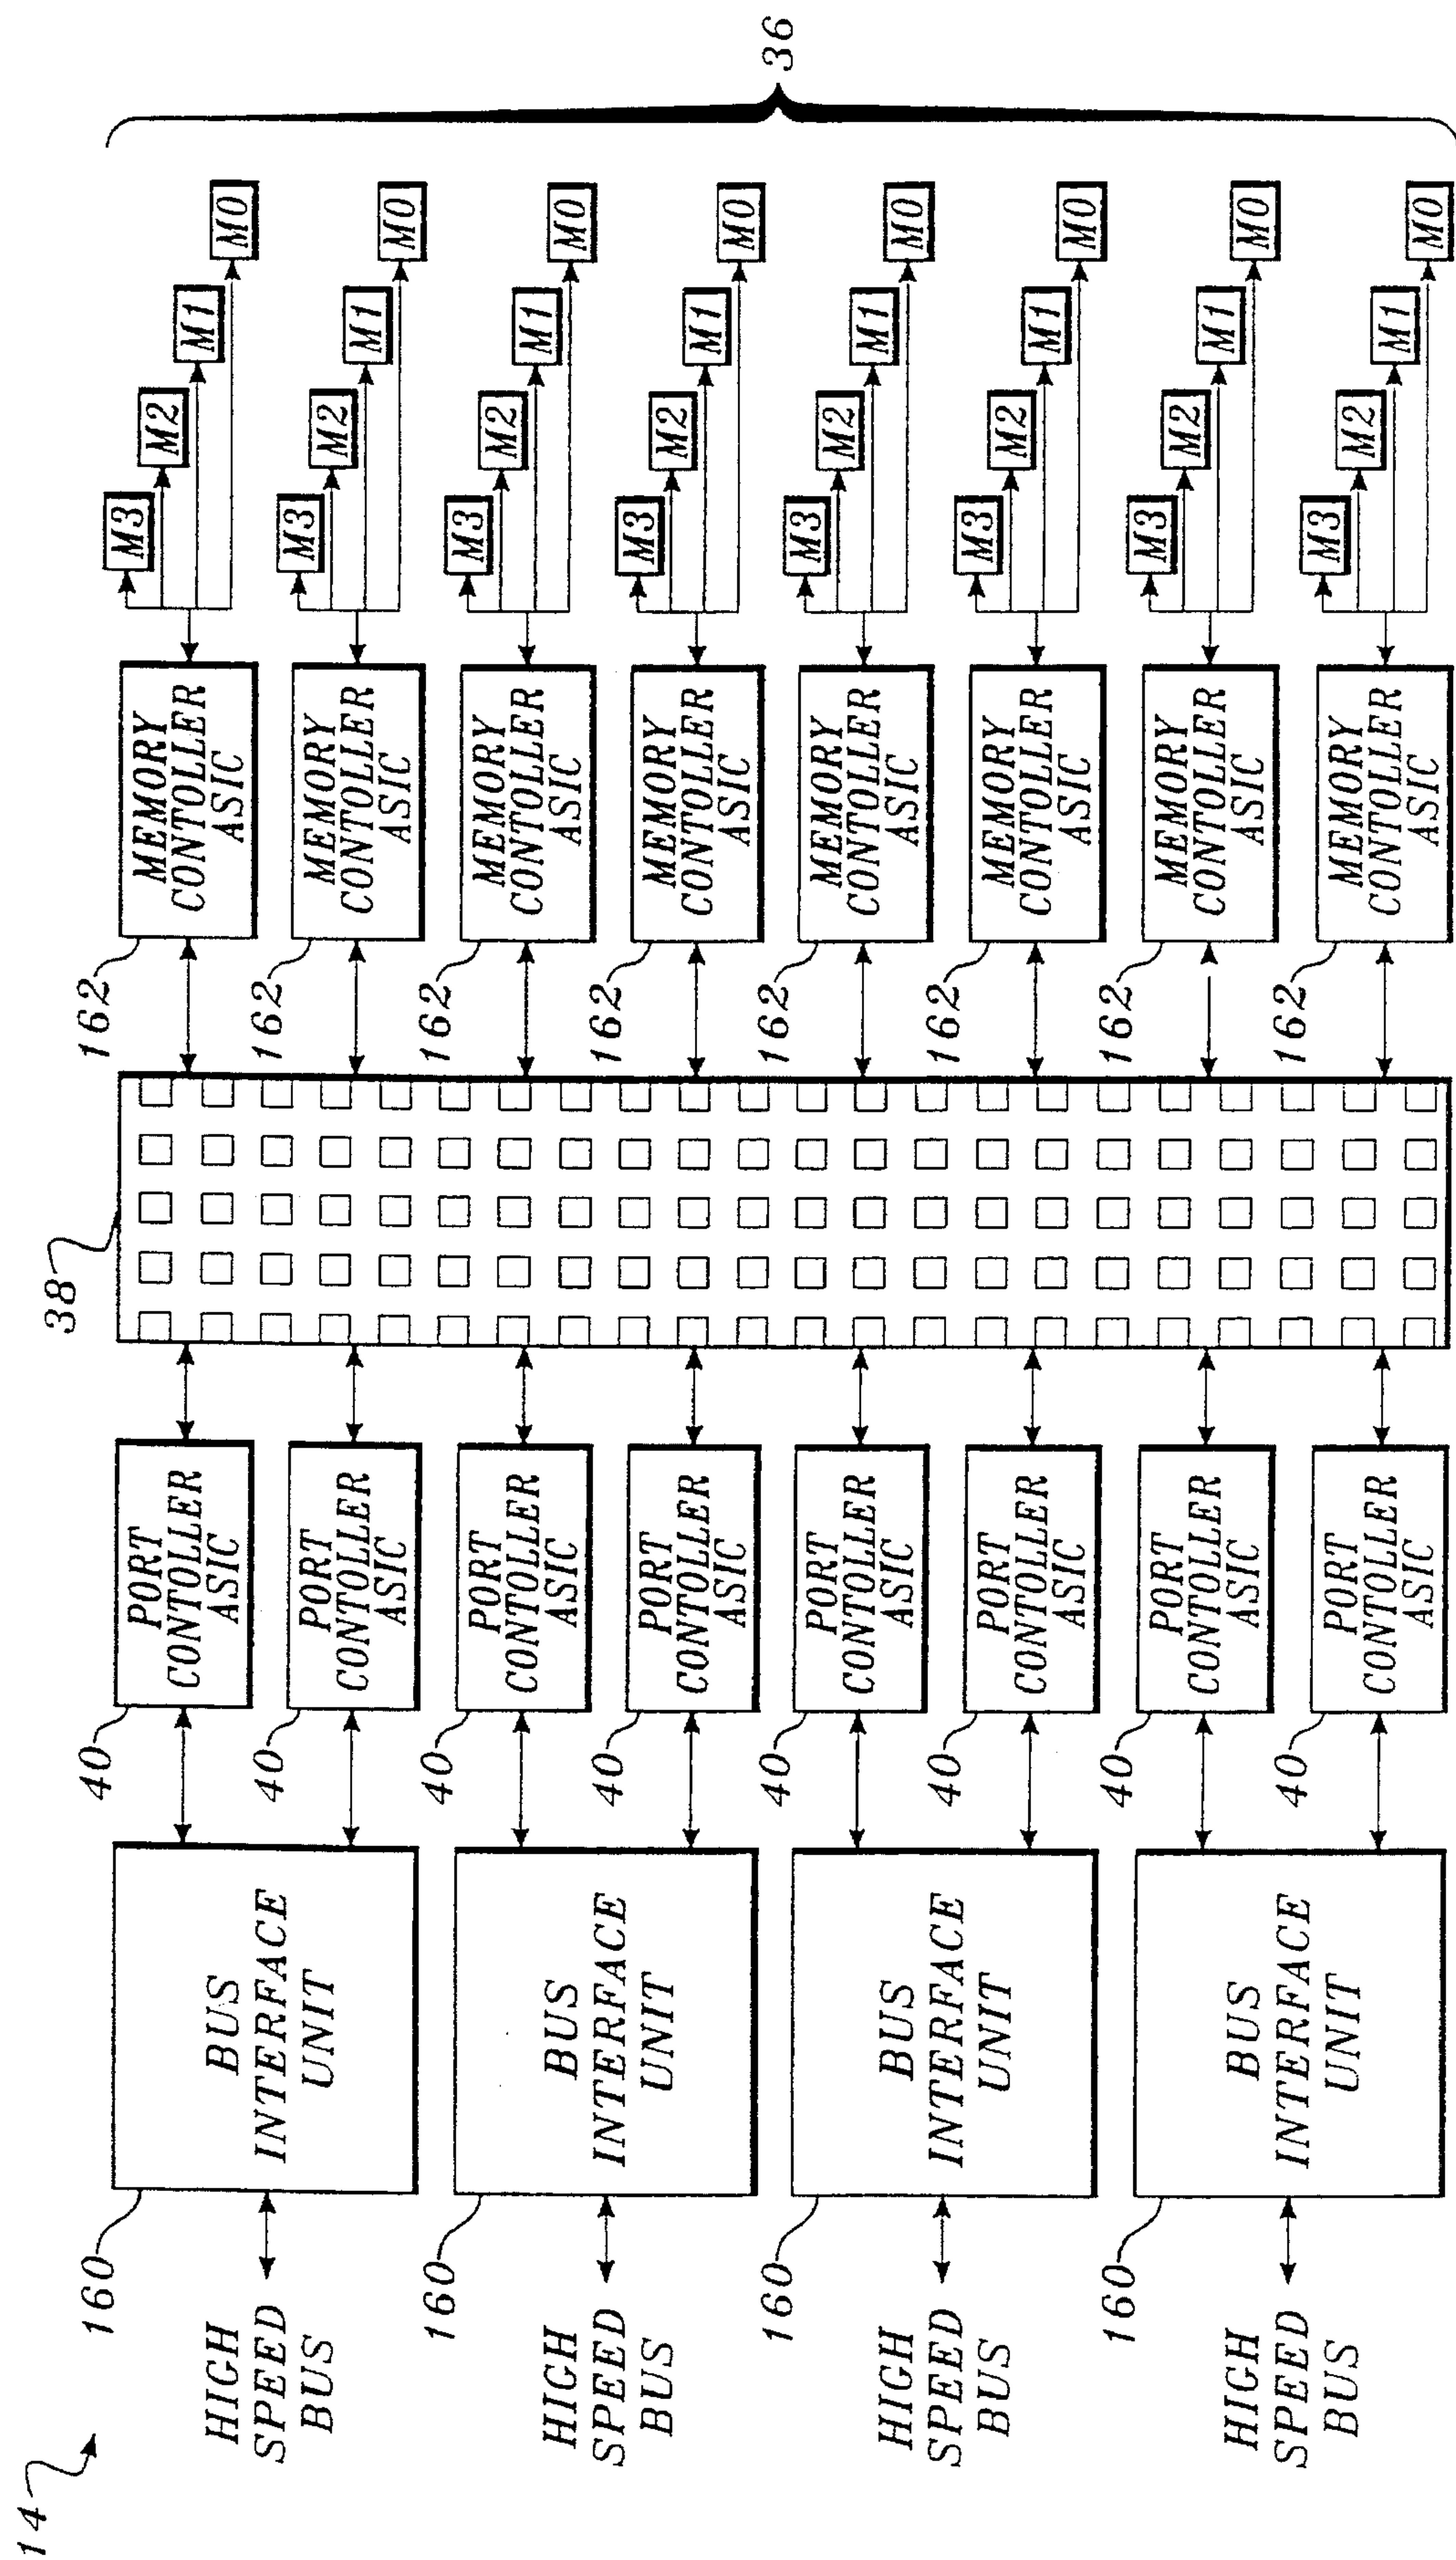 14
38
160
HIGH
SPEED
BUS
BUS
INTERFACE
UNIT
40
PORT
CONTOLLER
ASIC
162
MEMORY
CONTOLLER
ASIC
M3
M2
M1
M0
40
PORT
CONTOLLER
ASIC
162
MEMORY
CONTOLLER
ASIC
M3
M2
M1
M0
160
HIGH
SPEED
BUS
BUS
INTERFACE
UNIT
40
PORT
CONTOLLER
ASIC
162
MEMORY
CONTOLLER
ASIC
M3
M2
M1
M0
40
PORT
CONTOLLER
ASIC
162
MEMORY
CONTOLLER
ASIC
M3
M2
M1
M0
160
HIGH
SPEED
BUS
BUS
INTERFACE
UNIT
40
PORT
CONTOLLER
ASIC
162
MEMORY
CONTOLLER
ASIC
M3
M2
M1
M0
40
PORT
CONTOLLER
ASIC
162
MEMORY
CONTOLLER
ASIC
M3
M2
M1
M0
160
HIGH
SPEED
BUS
BUS
INTERFACE
UNIT
40
PORT
CONTOLLER
ASIC
162
MEMORY
CONTOLLER
ASIC
M3
M2
M1
M0
40
PORT
CONTOLLER
ASIC
162
MEMORY
CONTOLLER
ASIC
M3
M2
M1
M0
36